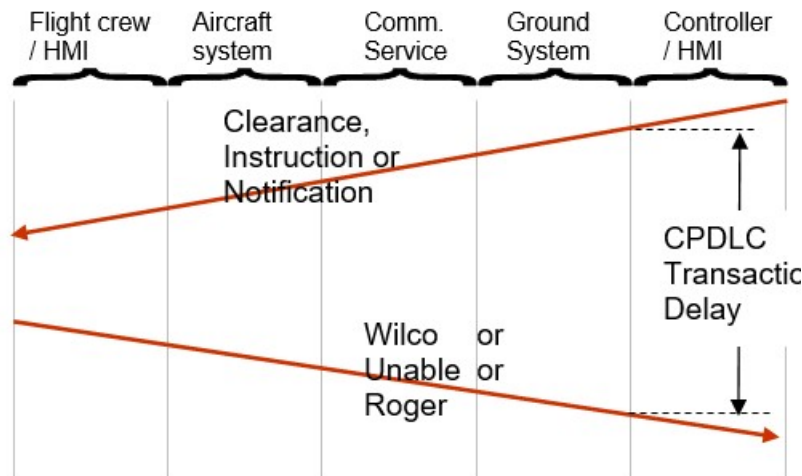 Flight crew
/ HMI
Aircraft
system
Comm.
Service
Ground
System
Controller
/ HMI
Clearance,
Instruction or
Notification
CPDLC
Transactio
Delay
Wilco or
Unable or
Roger